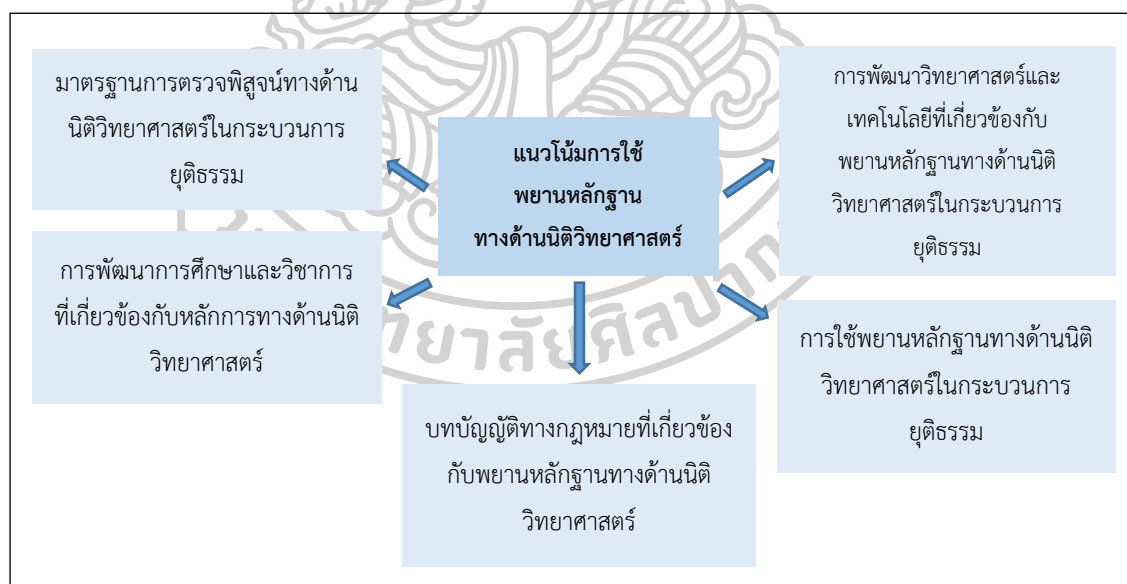 มาตรฐานการตรวจพิสูจน์ทางด้าน
นิติวิทยาศาสตร์ในกระบวนการ
ยุติธรรม
การพัฒนาวิทยาศาสตร์และ
เทคโนโลยีที่เกี่ยวข้องกับ
พยานหลักฐานทางด้านนิติ
วิทยาศาสตร์ในกระบวนการ
ยุติธรรม
แนวโน้มการใช้
พยานหลักฐาน
ทางด้านนิติวิทยาศาสตร์
การพัฒนาการศึกษาและวิชาการ
ที่เกี่ยวข้องกับหลักการทางด้านนิติ
วิทยาศาสตร์
การใช้พยานหลักฐานทางด้านนิติ
วิทยาศาสตร์ในกระบวนการ
ยุติธรรม
บทบัญญัติทางกฎหมายที่เกี่ยวข้อง
กับพยานหลักฐานทางด้านนิติ
วิทยาศาสตร์